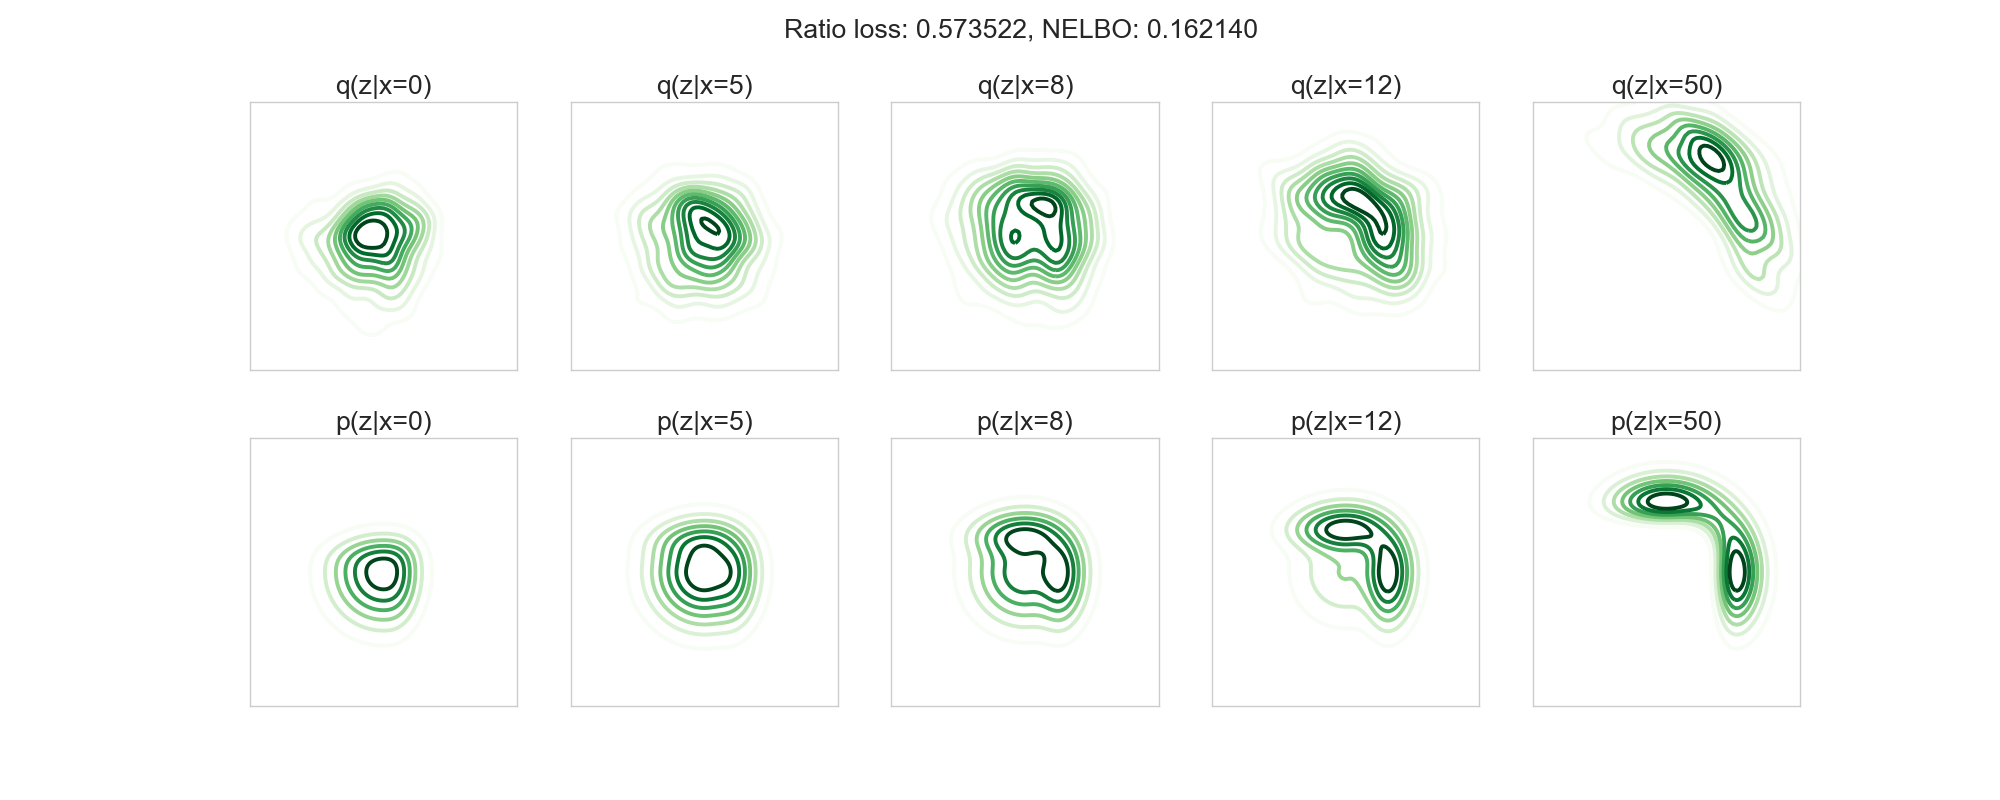 Ratio loss: 0.573522, NELBO: 0.162140
q(z|x=0) q(z|x=5) q(z|x=8) q(z|x=12) q(z|x=50)
p(z|x=0) p(z|x=5) p(z|x=8) p(z|x=12) p(z|x=50)